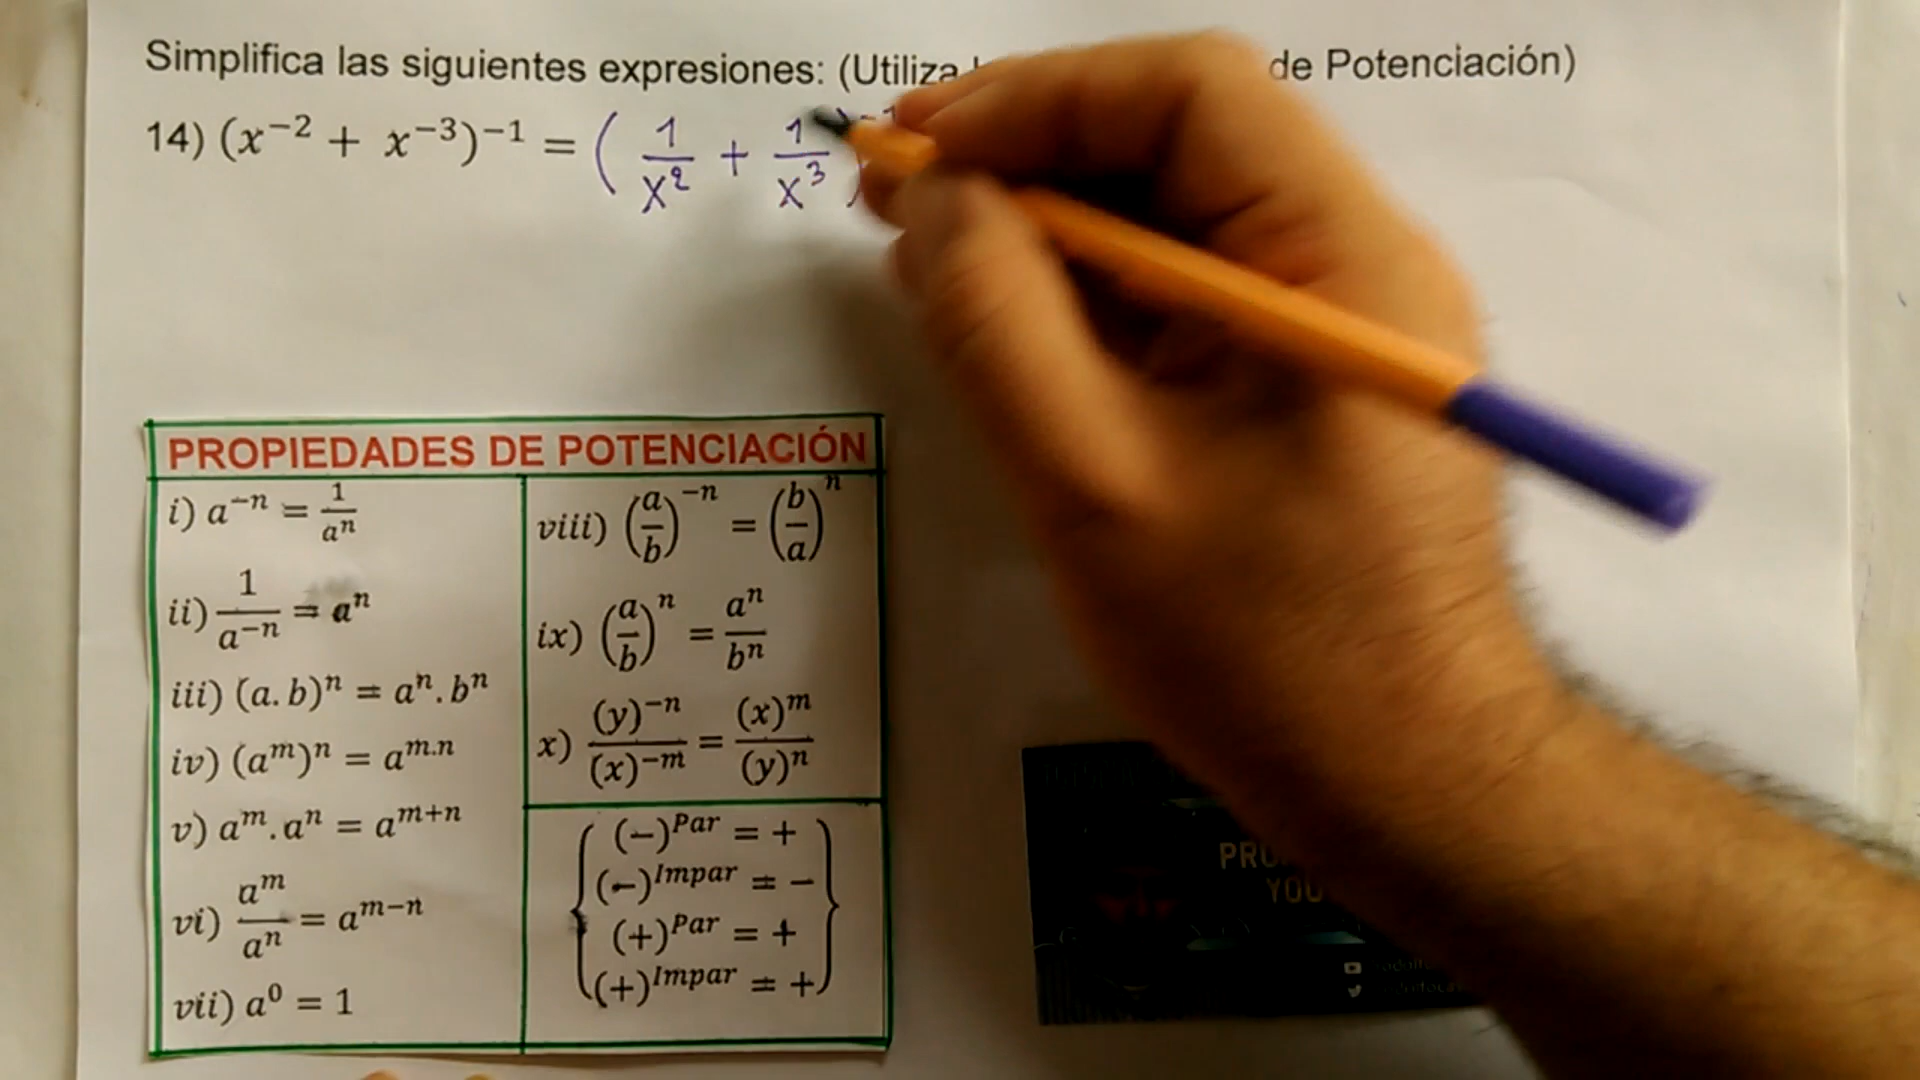 Simplifica las siguientes expresiones: (Utiliza de Potenciación)
14) (x⁻² + x⁻³)⁻¹ = ( 1/x² + 1/x³ )⁻¹
PROPIEDADES DE POTENCIACIÓN
i) a⁻ⁿ = 1/aⁿ
ii) 1/a⁻ⁿ = aⁿ
iii) (a.b)ⁿ = aⁿ.bⁿ
iv) (aᵐ)ⁿ = aᵐ·ⁿ
v) aᵐ.aⁿ = aᵐ⁺ⁿ
vi) aᵐ/aⁿ = aᵐ⁻ⁿ
vii) a⁰ = 1
viii) (a/b)⁻ⁿ = (b/a)ⁿ
ix) (a/b)ⁿ = aⁿ/bⁿ
x) (y)⁻ⁿ/(x)⁻ᵐ = (x)ᵐ/(y)ⁿ
(−)^Par = +
(−)^Impar = −
(+)^Par = +
(+)^Impar = +
YOU